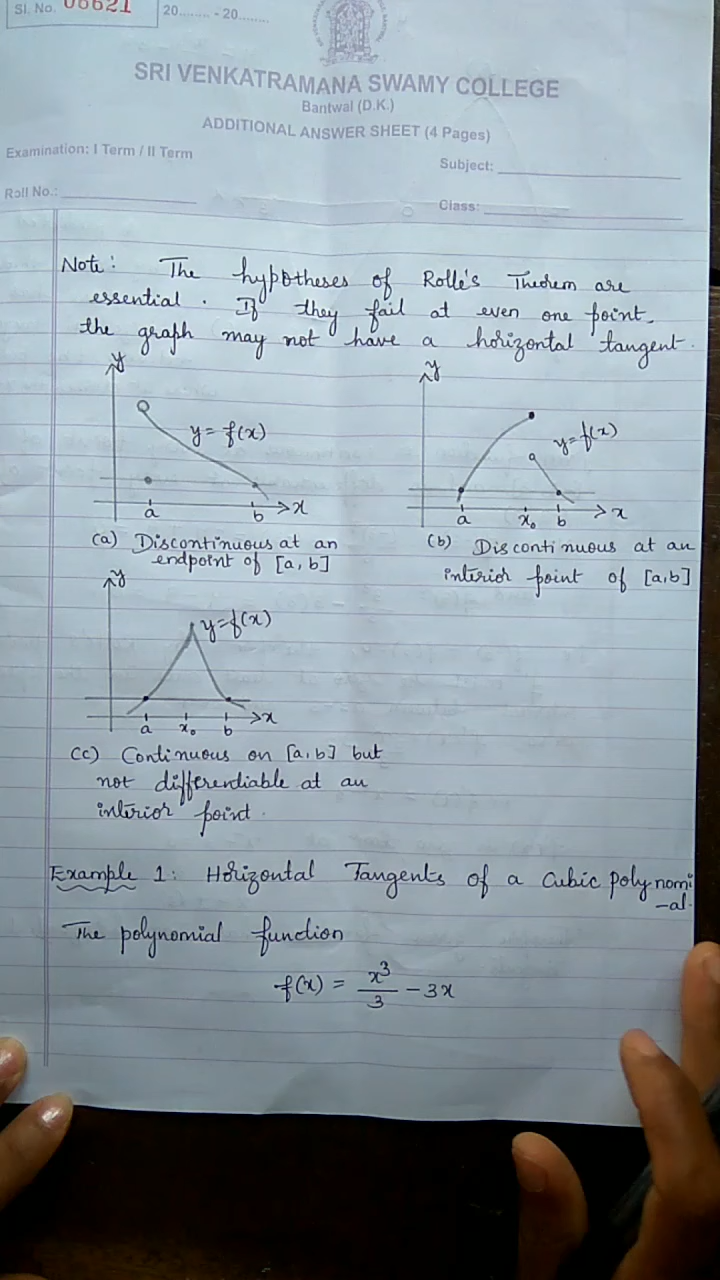 Sl. No. 06621
20........ - 20........
SRI VENKATRAMANA SWAMY COLLEGE
Bantwal (D.K.)
ADDITIONAL ANSWER SHEET (4 Pages)
Examination: I Term / II Term
Subject:
Roll No.:
Class:
Note: The hypotheses of Rolle's Theorem are
essential. If they fail at even one point,
the graph may not have a horizontal tangent.
y
y = f(x)
a b x
y
y=f(x)
a x₀ b x
(a) Discontinuous at an
endpoint of [a, b]
(b) Discontinuous at an
interior point of [a,b]
y
y=f(x)
a x₀ b x
(c) Continuous on [a,b] but
not differentiable at an
interior point.
Example 1: Horizontal Tangents of a Cubic polynomi
-al.
The polynomial function
f(x) = x³/3 - 3x